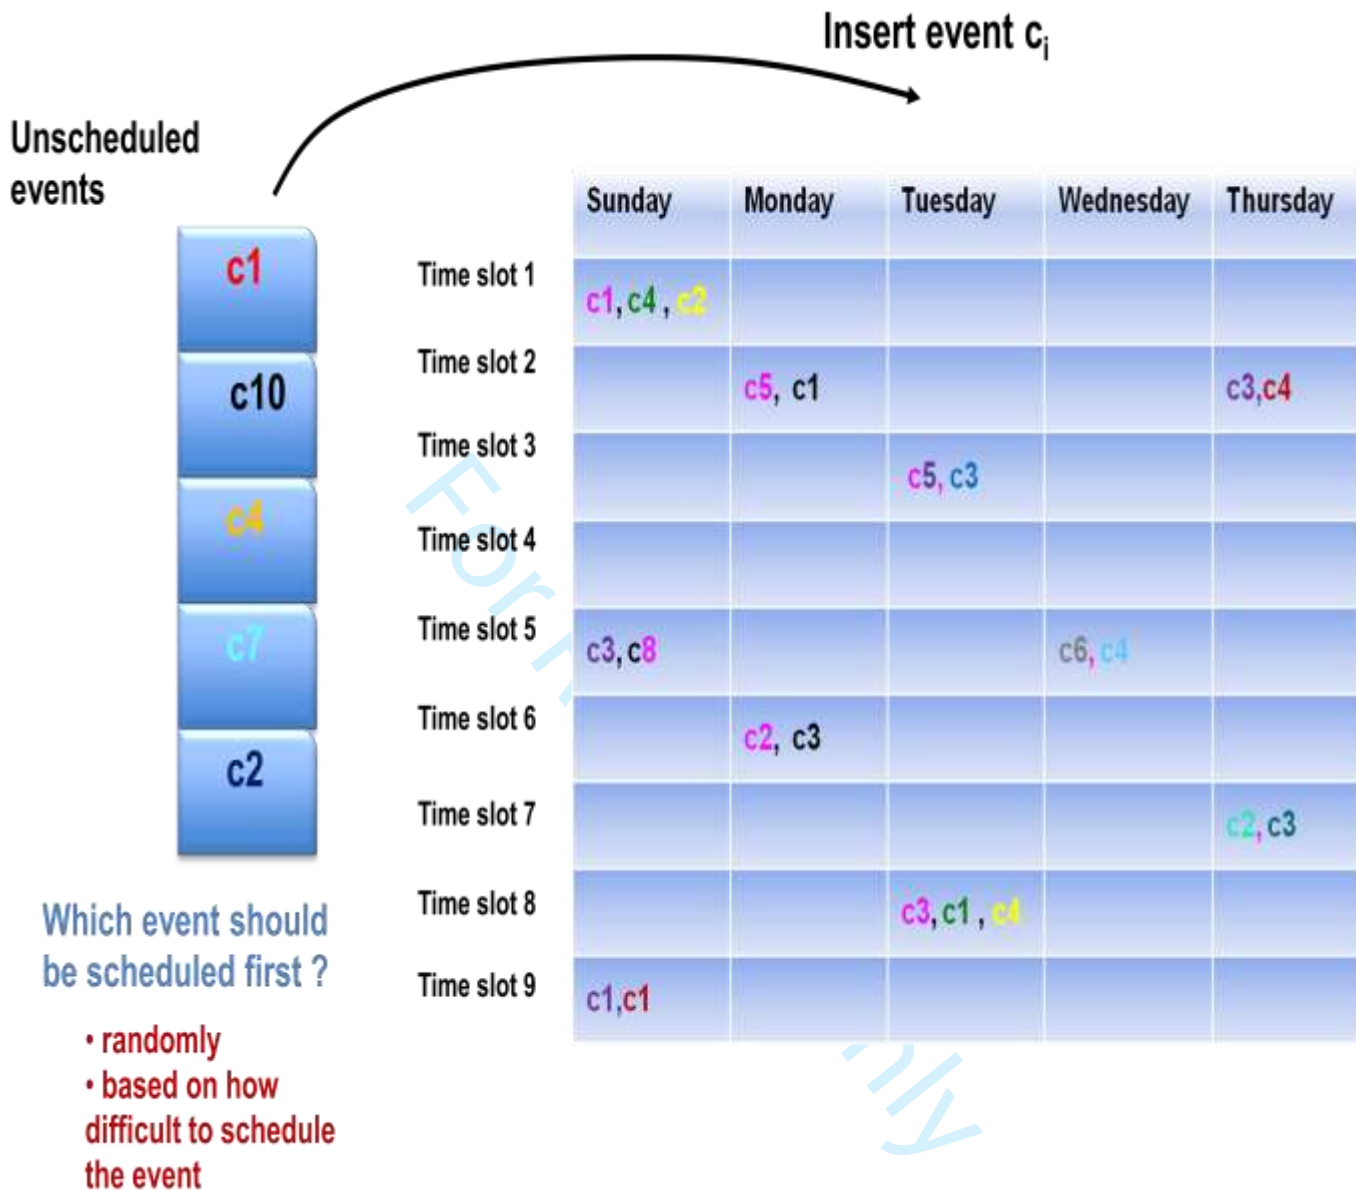 Insert event ci
Unscheduled
events
c1
c10
c4
c7
c2
Which event should
be scheduled first ?
• randomly
• based on how
difficult to schedule
the event
Sunday Monday Tuesday Wednesday Thursday
Time slot 1
c1, c4 , c2
Time slot 2
c5, c1 c3,c4
Time slot 3
c5, c3
Time slot 4
Time slot 5
c3, c8 c6, c4
Time slot 6
c2, c3
Time slot 7
c2, c3
Time slot 8
c3, c1 , c4
Time slot 9
c1,c1
For
nly